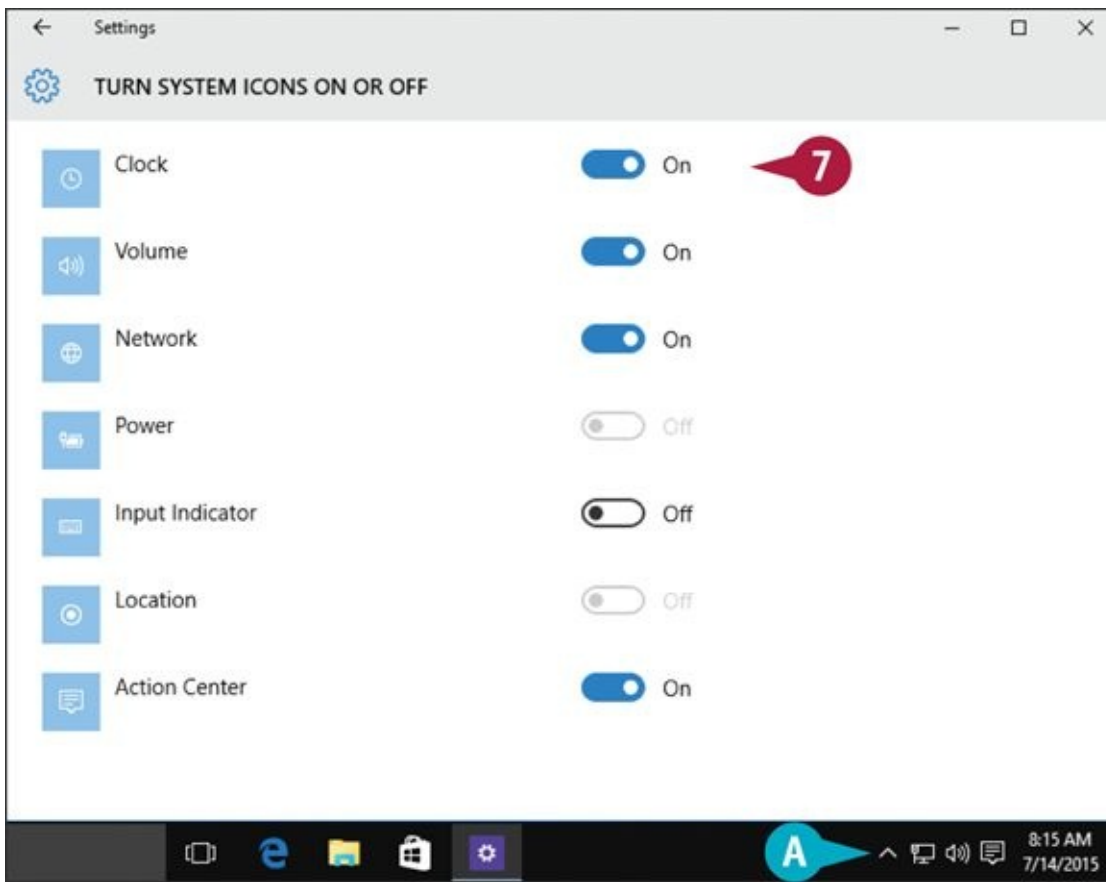 Settings
TURN SYSTEM ICONS ON OR OFF
Clock On
7
Volume On
Network On
Power Off
Input Indicator Off
Location Off
Action Center On
A
8:15 AM
7/14/2015